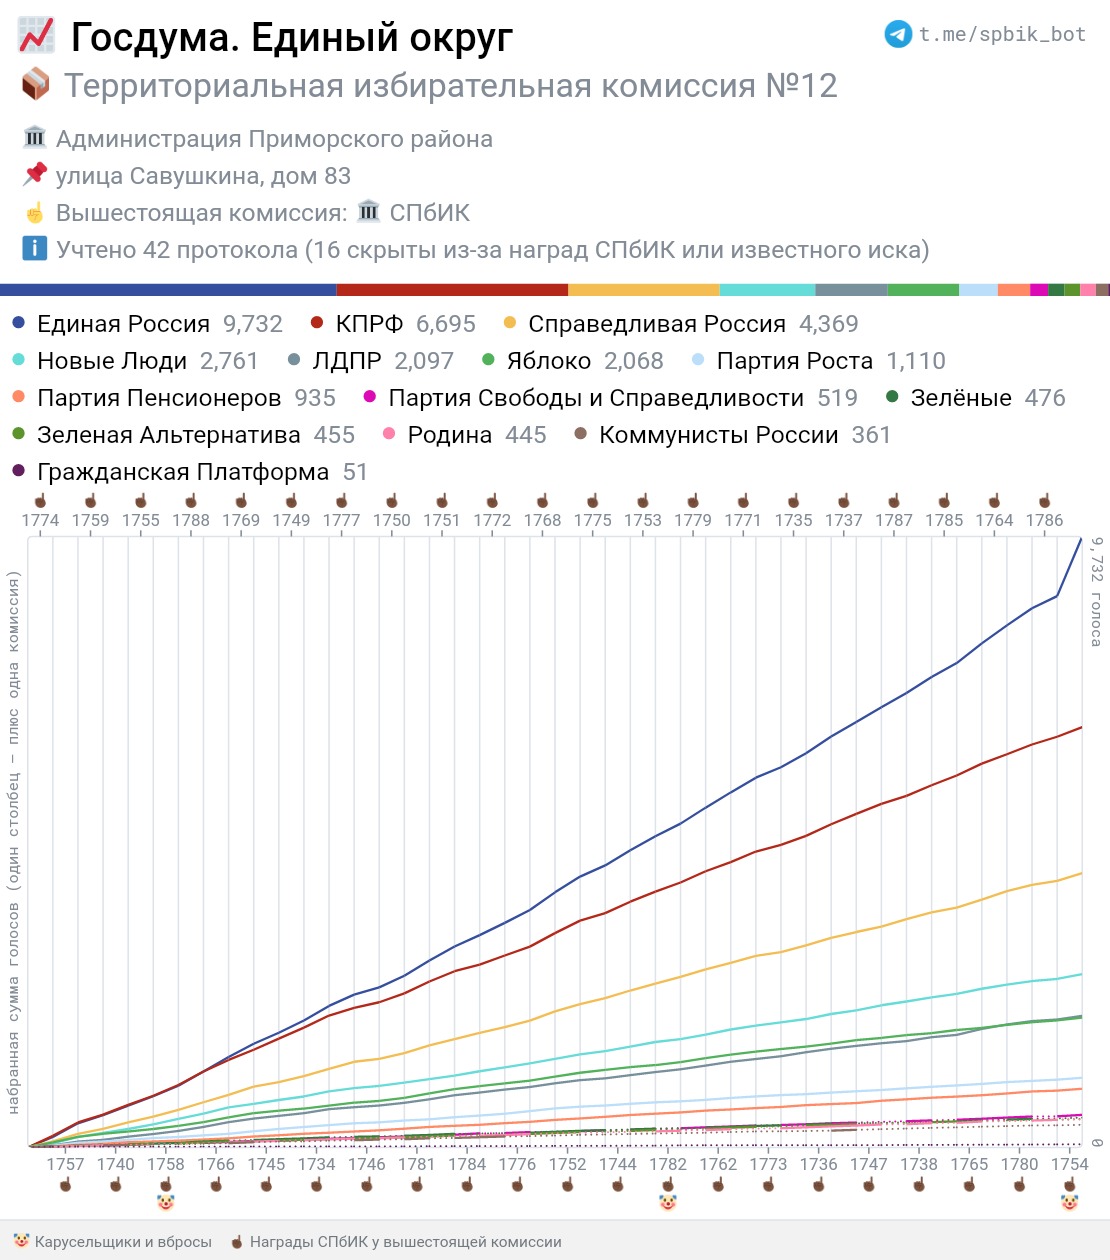 Госдума. Единый округ
t.me/spbik_bot
Территориальная избирательная комиссия №12
Администрация Приморского района
улица Савушкина, дом 83
Вышестоящая комиссия: СПбИК
Учтено 42 протокола (16 скрыты из-за наград СПбИК или известного иска)
Единая Россия 9,732 КПРФ 6,695 Справедливая Россия 4,369
Новые Люди 2,761 ЛДПР 2,097 Яблоко 2,068 Партия Роста 1,110
Партия Пенсионеров 935 Партия Свободы и Справедливости 519 Зелёные 476
Зеленая Альтернатива 455 Родина 445 Коммунисты России 361
Гражданская Платформа 51
1774 1759 1755 1788 1769 1749 1777 1750 1751 1772 1768 1775 1753 1779 1771 1735 1737 1787 1785 1764 1786
набранная сумма голосов (один столбец – плюс одна комиссия)
9,732 голоса
0
1757 1740 1758 1766 1745 1734 1746 1781 1784 1776 1752 1744 1782 1762 1773 1736 1747 1738 1765 1780 1754
Карусельщики и вбросы Награды СПбИК у вышестоящей комиссии